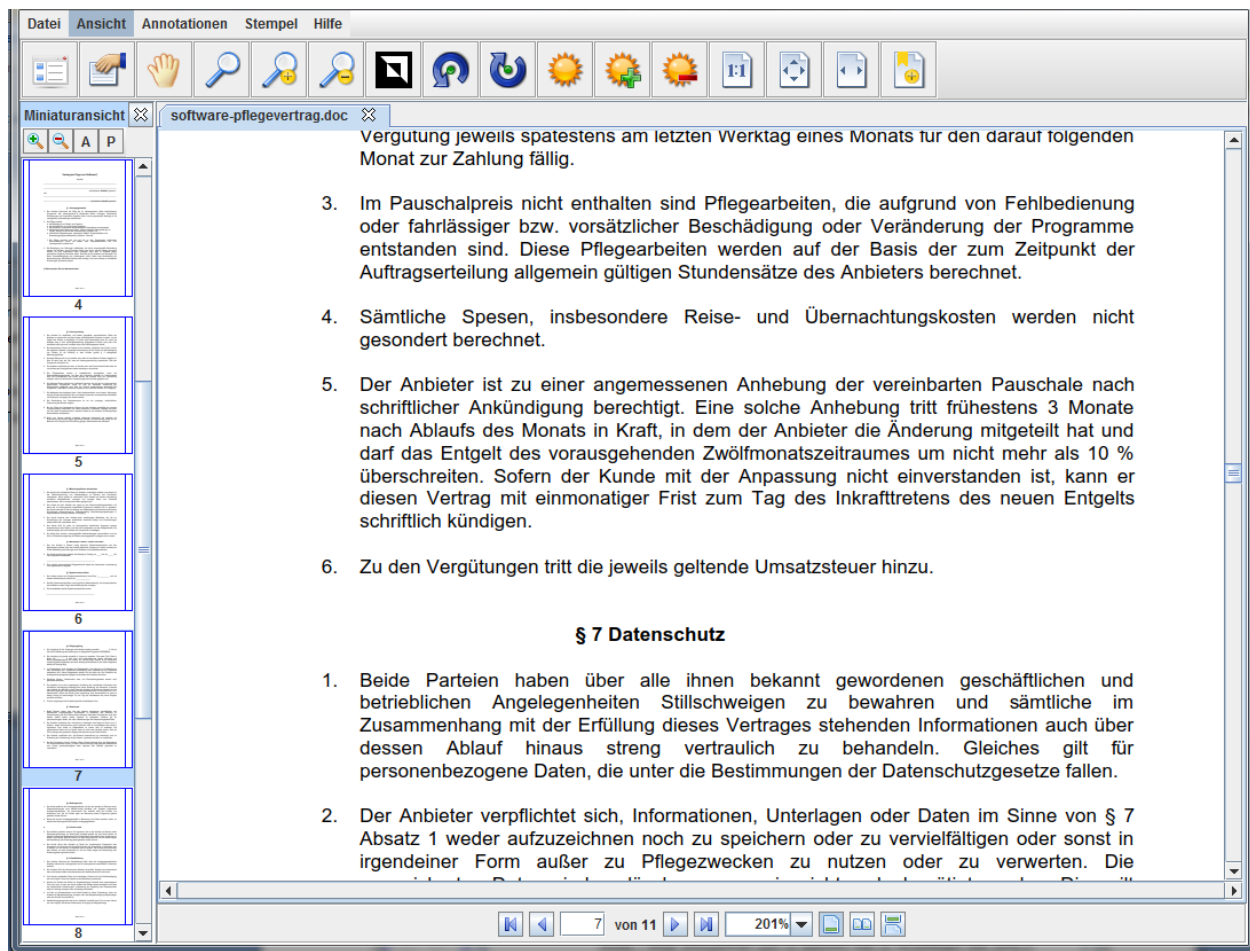 Datei Ansicht Annotationen Stempel Hilfe
1:1
Miniaturansicht
software-pflegevertrag.doc
A P
4
5
6
7
8
Vergütung jeweils spätestens am letzten Werktag eines Monats für den darauf folgenden
Monat zur Zahlung fällig.
3. Im Pauschalpreis nicht enthalten sind Pflegearbeiten, die aufgrund von Fehlbedienung
oder fahrlässiger bzw. vorsätzlicher Beschädigung oder Veränderung der Programme
entstanden sind. Diese Pflegearbeiten werden auf der Basis der zum Zeitpunkt der
Auftragserteilung allgemein gültigen Stundensätze des Anbieters berechnet.
4. Sämtliche Spesen, insbesondere Reise- und Übernachtungskosten werden nicht
gesondert berechnet.
5. Der Anbieter ist zu einer angemessenen Anhebung der vereinbarten Pauschale nach
schriftlicher Ankündigung berechtigt. Eine solche Anhebung tritt frühestens 3 Monate
nach Ablaufs des Monats in Kraft, in dem der Anbieter die Änderung mitgeteilt hat und
darf das Entgelt des vorausgehenden Zwölfmonatszeitraumes um nicht mehr als 10 %
überschreiten. Sofern der Kunde mit der Anpassung nicht einverstanden ist, kann er
diesen Vertrag mit einmonatiger Frist zum Tag des Inkrafttretens des neuen Entgelts
schriftlich kündigen.
6. Zu den Vergütungen tritt die jeweils geltende Umsatzsteuer hinzu.
§ 7 Datenschutz
1. Beide Parteien haben über alle ihnen bekannt gewordenen geschäftlichen und
betrieblichen Angelegenheiten Stillschweigen zu bewahren und sämtliche im
Zusammenhang mit der Erfüllung dieses Vertrages stehenden Informationen auch über
dessen Ablauf hinaus streng vertraulich zu behandeln. Gleiches gilt für
personenbezogene Daten, die unter die Bestimmungen der Datenschutzgesetze fallen.
2. Der Anbieter verpflichtet sich, Informationen, Unterlagen oder Daten im Sinne von § 7
Absatz 1 weder aufzuzeichnen noch zu speichern oder zu vervielfältigen oder sonst in
irgendeiner Form außer zu Pflegezwecken zu nutzen oder zu verwerten. Die
7 von 11 201%